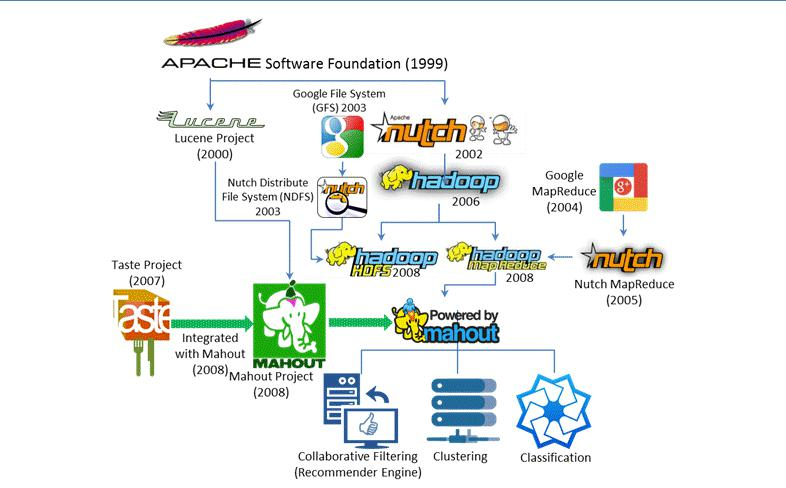 APACHE Software Foundation (1999)
Google File System
(GFS) 2003
Lucene
Lucene Project
(2000)
g
Apache
nutch
2002
Nutch Distribute
File System (NDFS)
2003
nutch
hadoop
2006
Google
MapReduce
(2004)
g+
hadoop
HDFS 2008
hadoop
Map Reduce
2008
nutch
Nutch MapReduce
(2005)
Taste Project
(2007)
Taste
Integrated
with Mahout
(2008)
MAHOUT
Mahout Project
(2008)
Powered by
mahout
Collaborative Filtering
(Recommender Engine)
Clustering
Classification